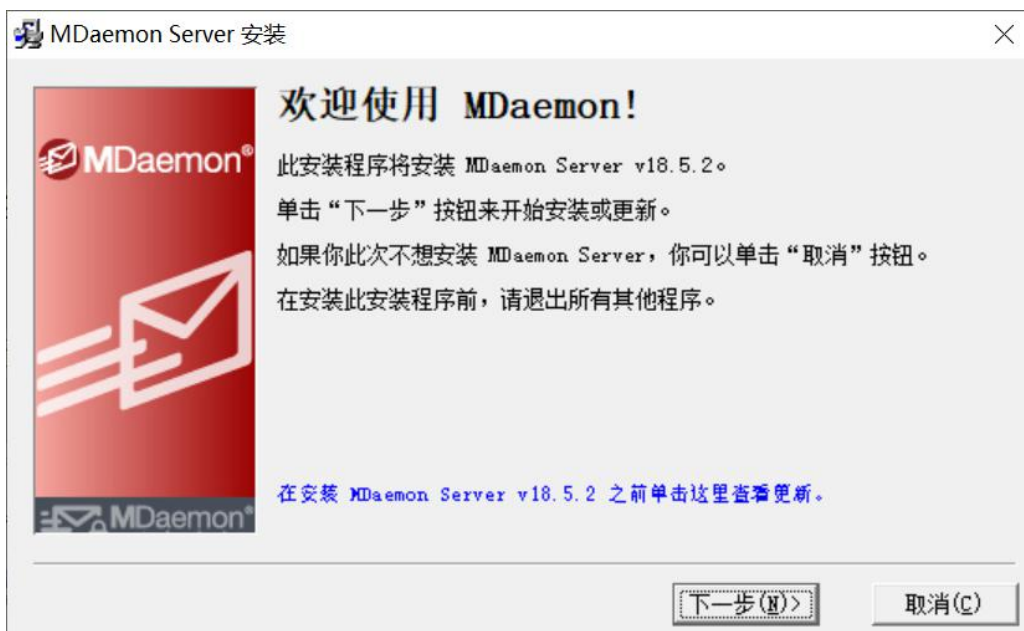 MDaemon Server 安装
MDaemon®
欢迎使用 MDaemon!
此安装程序将安装 MDaemon Server v18.5.2。
单击“下一步”按钮来开始安装或更新。
如果你此次不想安装 MDaemon Server，你可以单击“取消”按钮。
在安装此安装程序前，请退出所有其他程序。
在安装 MDaemon Server v18.5.2 之前单击这里查看更新。
MDaemon®
下一步(N)>
取消(C)